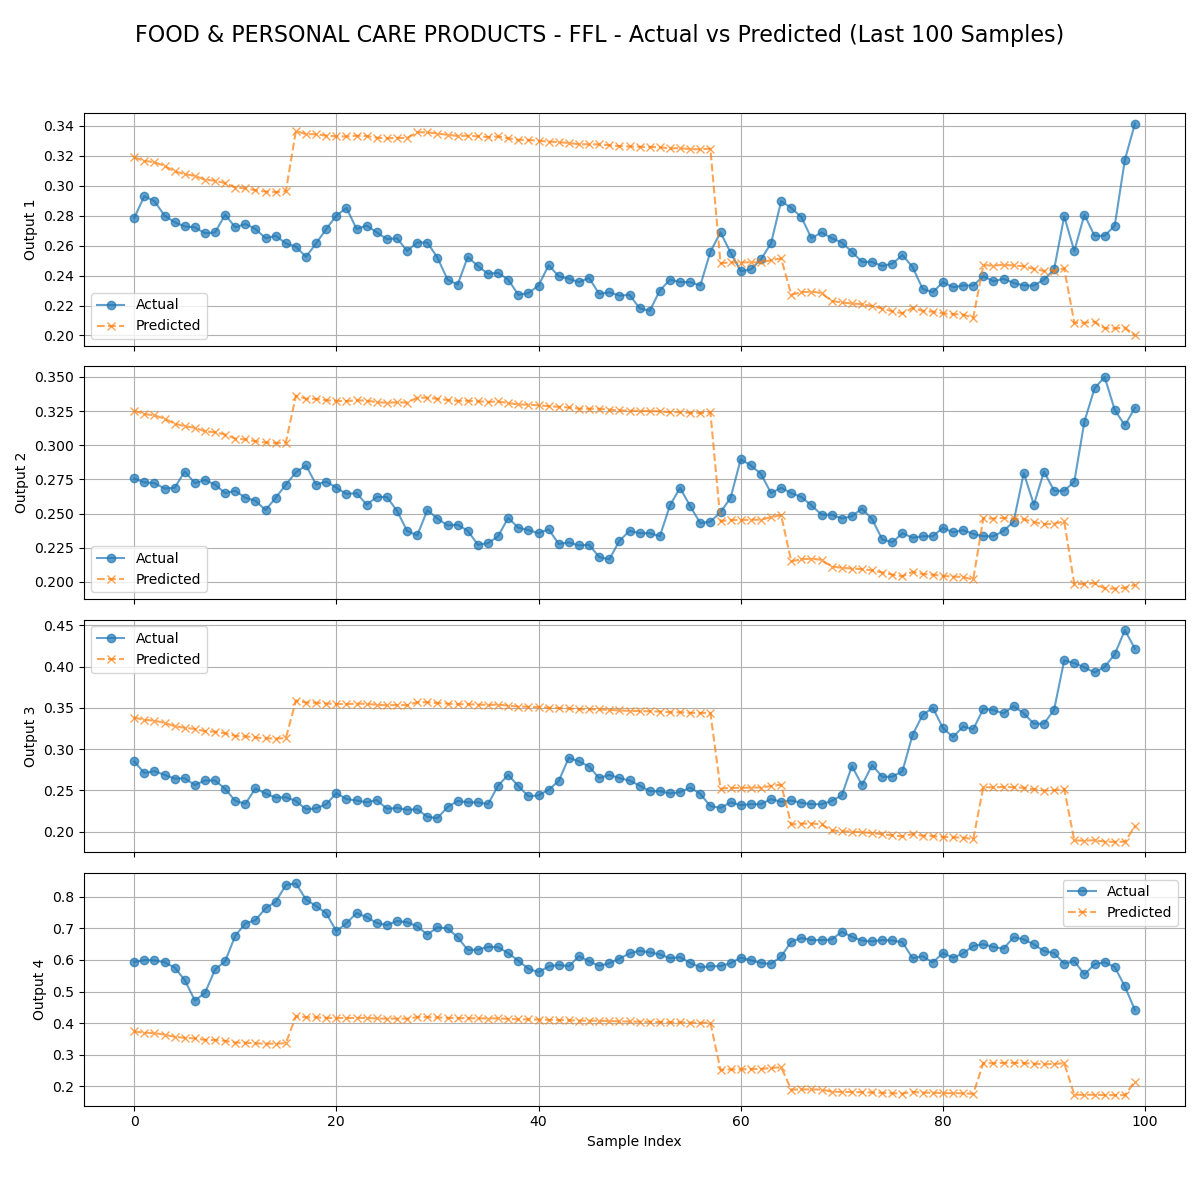 FOOD & PERSONAL CARE PRODUCTS - FFL - Actual vs Predicted (Last 100 Samples)
0.34
0.32
0.30
0.28
0.26
0.24
0.22
0.20
Output 1
Actual
Predicted
0.350
0.325
0.300
0.275
0.250
0.225
0.200
Output 2
Actual
Predicted
0.45
0.40
0.35
0.30
0.25
0.20
Output 3
Actual
Predicted
0.8
0.7
0.6
0.5
0.4
0.3
0.2
Output 4
Actual
Predicted
0 20 40 60 80 100
Sample Index